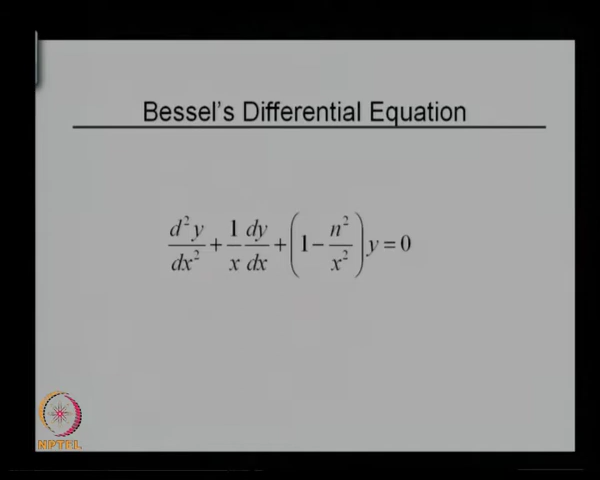 Bessel's Differential Equation
d²y/dx² + 1/x dy/dx + (1 − n²/x²) y = 0
NPTEL